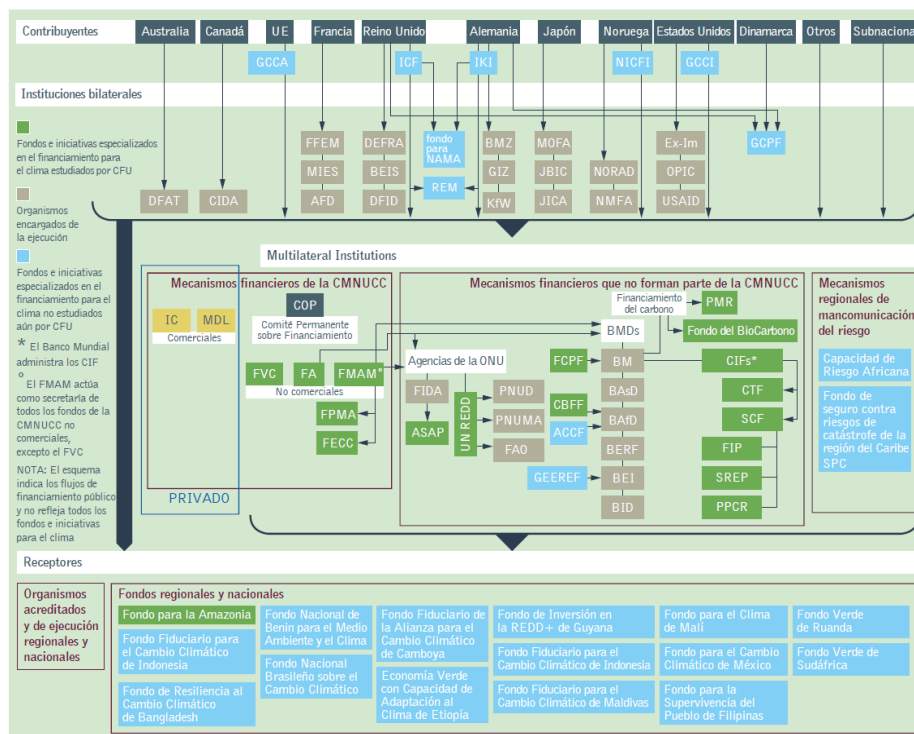 Contribuyentes
Australia
Canadá
UE
Francia
Reino Unido
Alemania
Japón
Noruega
Estados Unidos
Dinamarca
Otros
Subnaciona
GCCA
ICF
IKI
NICFI
GCCI
Instituciones bilaterales
Fondos e iniciativas especializados
en el financiamiento para
el clima estudiados por CFU
Organismos
encargados de
la ejecución
Fondos e iniciativas
especializados en el
financiamiento para el
clima no estudiados
aún por CFU
* El Banco Mundial
administra los CIF
° El FMAM actúa
como secretaría de
todos los fondos de la
CMNUCC no
comerciales,
excepto el FVC
NOTA: El esquema
indica los flujos de
financiamiento público
y no refleja todos los
fondos e iniciativas
para el clima
DFAT
CIDA
FFEM
MIES
AFD
DEFRA
BEIS
DFID
fondo
para
NAMA
REM
BMZ
GIZ
KfW
MOFA
JBIC
JICA
NORAD
NMFA
Ex-Im
OPIC
USAID
GCPF
Multilateral Institutions
Mecanismos financieros de la CMNUCC
COP
Comité Permanente
sobre Financiamiento
IC
MDL
Comerciales
FVC
FA
FMAM°
No comerciales
FPMA
FECC
PRIVADO
Mecanismos financieros que no forman parte de la CMNUCC
Financiamiento
del carbono
PMR
BMDs
Fondo del BioCarbono
Agencias de la ONU
FIDA
ASAP
UN REDD
PNUD
PNUMA
FAO
FCPF
CBFF
ACCF
GEEREF
BM
BAsD
BAfD
BERF
BEI
BID
CIFs*
CTF
SCF
FIP
SREP
PPCR
Mecanismos
regionales de
mancomunación
del riesgo
Capacidad de
Riesgo Africana
Fondo de
seguro contra
riesgos de
catástrofe de la
región del Caribe
SPC
Receptores
Organismos
acreditados
y de ejecución
regionales y
nacionales
Fondos regionales y nacionales
Fondo para la Amazonia
Fondo Fiduciario para
el Cambio Climático
de Indonesia
Fondo de Resiliencia al
Cambio Climático
de Bangladesh
Fondo Nacional de
Benin para el Medio
Ambiente y el Clima
Fondo Nacional
Brasileño sobre el
Cambio Climático
Fondo Fiduciario de
la Alianza para el
Cambio Climático de
Camboya
Economía Verde
con Capacidad de
Adaptación al
Clima de Etiopía
Fondo de Inversión en
la REDD+ de Guyana
Fondo Fiduciario para el
Cambio Climático de Indonesia
Fondo Fiduciario para el
Cambio Climático de Maldivas
Fondo para el Clima
de Malí
Fondo para el Cambio
Climático de México
Fondo para la
Supervivencia del
Pueblo de Filipinas
Fondo Verde
de Ruanda
Fondo Verde de
Sudáfrica